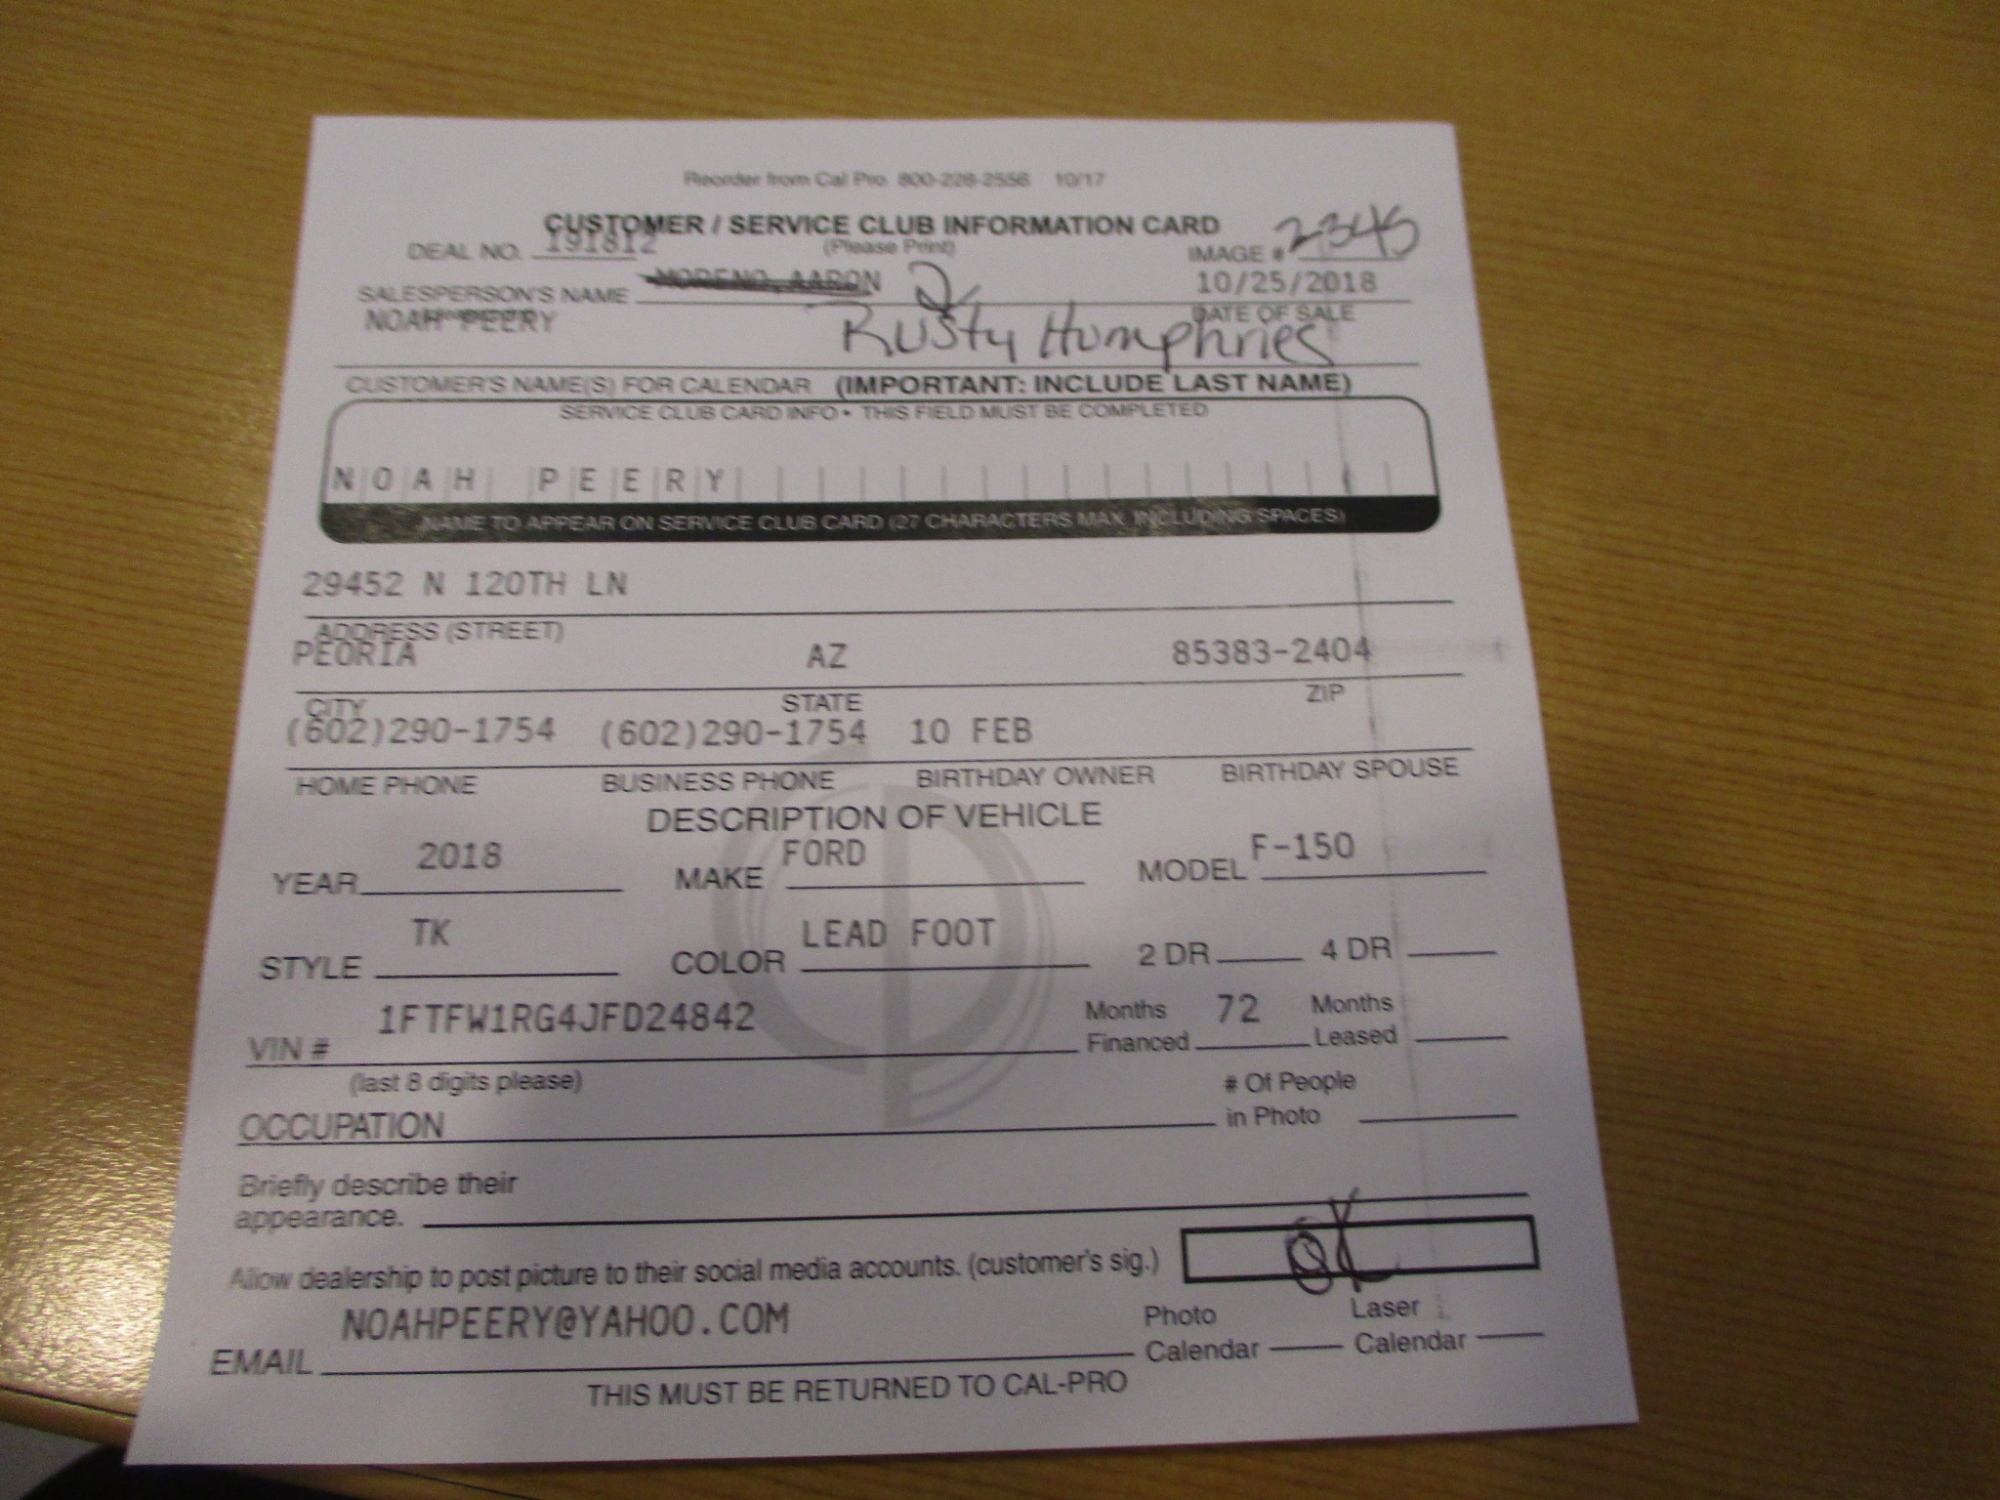 Reorder from Cal Pro 800-228-2556 10/17
CUSTOMER / SERVICE CLUB INFORMATION CARD
(Please Print)
DEAL NO. 191812
IMAGE # 2345
SALESPERSON'S NAME MORENO, AARON 10/25/2018
NOAH PEERY Rusty Humphries DATE OF SALE
CUSTOMER'S NAME(S) FOR CALENDAR (IMPORTANT: INCLUDE LAST NAME)
SERVICE CLUB CARD INFO • THIS FIELD MUST BE COMPLETED
NOAH PEERY
NAME TO APPEAR ON SERVICE CLUB CARD (27 CHARACTERS MAX, INCLUDING SPACES)
29452 N 120TH LN
ADDRESS (STREET)
PEORIA AZ 85383-2404
CITY STATE ZIP
(602)290-1754 (602)290-1754 10 FEB
HOME PHONE BUSINESS PHONE BIRTHDAY OWNER BIRTHDAY SPOUSE
DESCRIPTION OF VEHICLE
YEAR 2018 MAKE FORD MODEL F-150
STYLE TK COLOR LEAD FOOT 2 DR 4 DR
VIN # 1FTFW1RG4JFD24842 Months Financed 72 Months Leased
(last 8 digits please)
OCCUPATION # Of People in Photo
Briefly describe their
appearance.
Allow dealership to post picture to their social media accounts. (customer's sig.)
NOAHPEERY@YAHOO.COM Photo Laser
EMAIL Calendar Calendar
THIS MUST BE RETURNED TO CAL-PRO